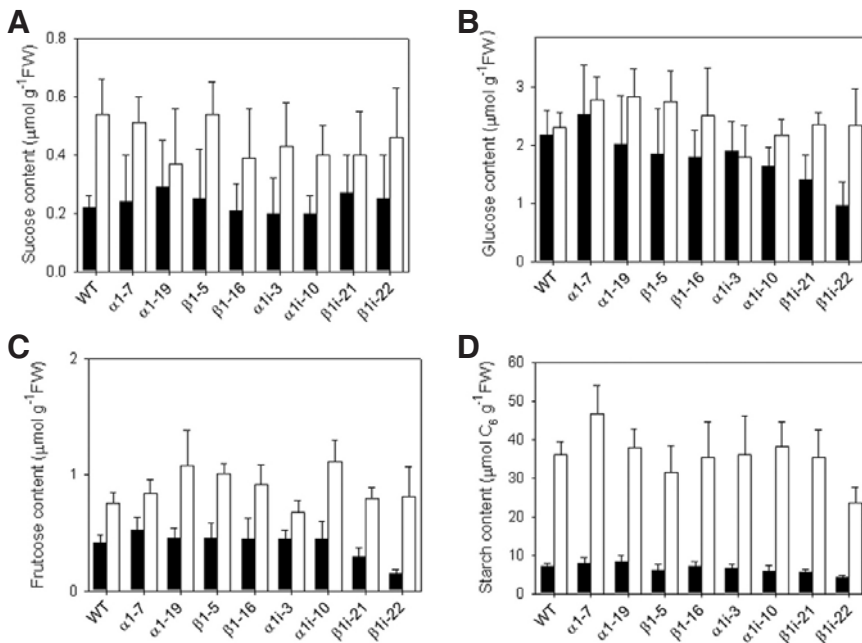 A
Sucose content (μmol g⁻¹FW)
0.8
0.6
0.4
0.2
0.0
WT
α1-7
α1-19
β1-5
β1-16
α1i-3
α1i-10
β1i-21
β1i-22
B
Glucose content (μmol g⁻¹FW)
3
2
1
0
WT
α1-7
α1-19
β1-5
β1-16
α1i-3
α1i-10
β1i-21
β1i-22
C
Frutcose content (μmol g⁻¹FW)
2
1
0
WT
α1-7
α1-19
β1-5
β1-16
α1i-3
α1i-10
β1i-21
β1i-22
D
Starch content (μmol C₆ g⁻¹FW)
60
50
40
30
20
10
0
WT
α1-7
α1-19
β1-5
β1-16
α1i-3
α1i-10
β1i-21
β1i-22